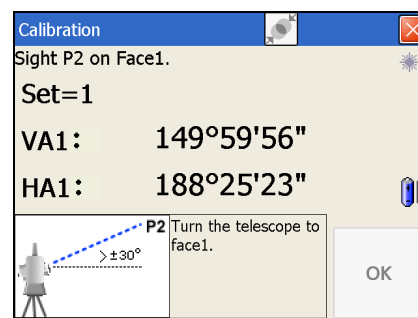 Calibration
Sight P2 on Face1.
Set=1
VA1: 149°59'56"
HA1: 188°25'23"
P2
>±30°
Turn the telescope to
face1.
OK